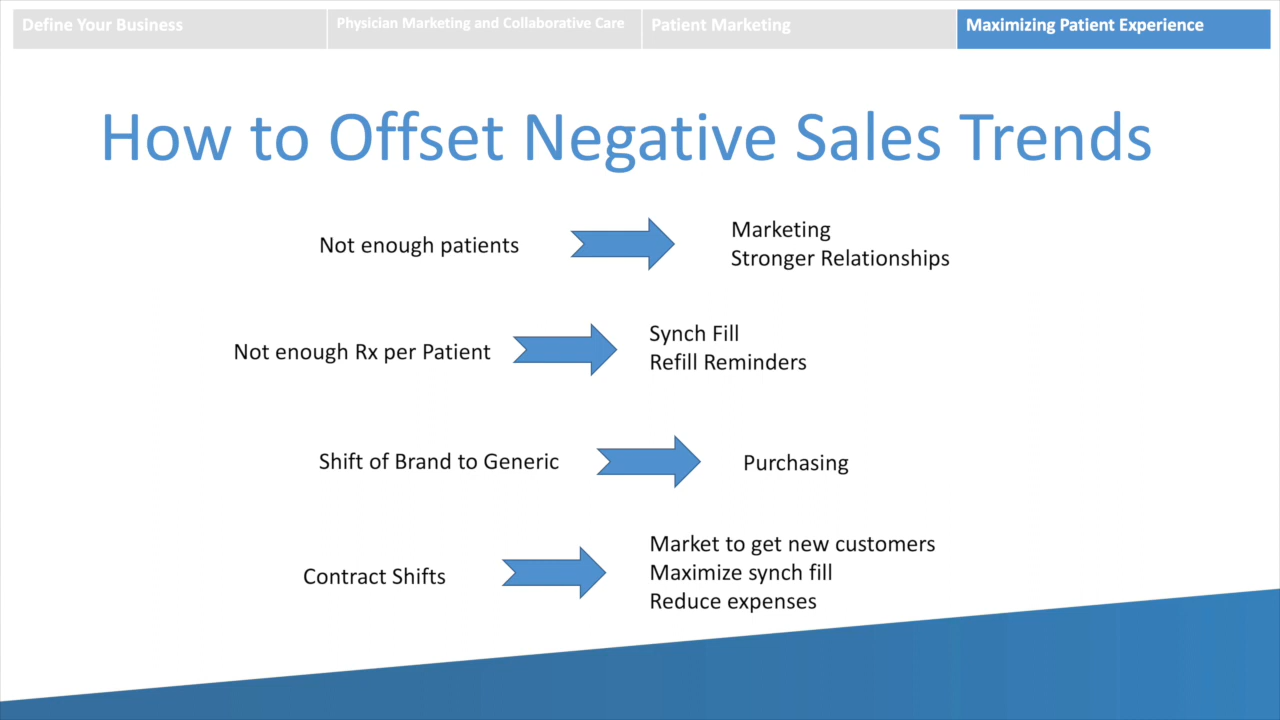 Define Your Business
Physician Marketing and Collaborative Care
Patient Marketing
Maximizing Patient Experience
How to Offset Negative Sales Trends
Not enough patients
Marketing
Stronger Relationships
Not enough Rx per Patient
Synch Fill
Refill Reminders
Shift of Brand to Generic
Purchasing
Contract Shifts
Market to get new customers
Maximize synch fill
Reduce expenses